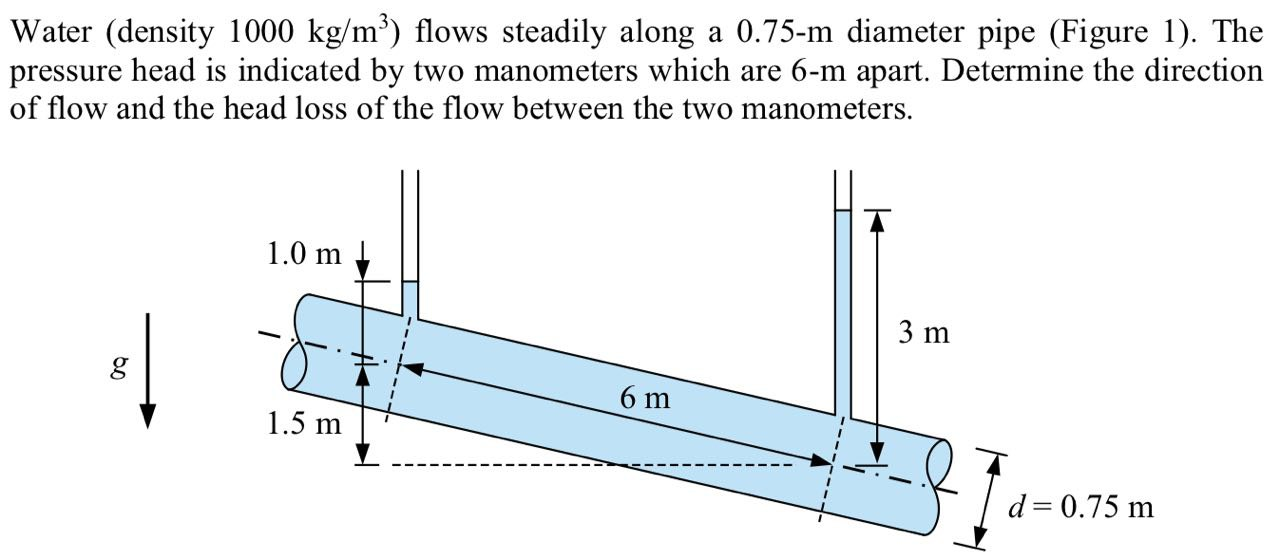 Water (density 1000 kg/m³) flows steadily along a 0.75-m diameter pipe (Figure 1). The
pressure head is indicated by two manometers which are 6-m apart. Determine the direction
of flow and the head loss of the flow between the two manometers.
1.0 m
3 m
g
6 m
1.5 m
d = 0.75 m